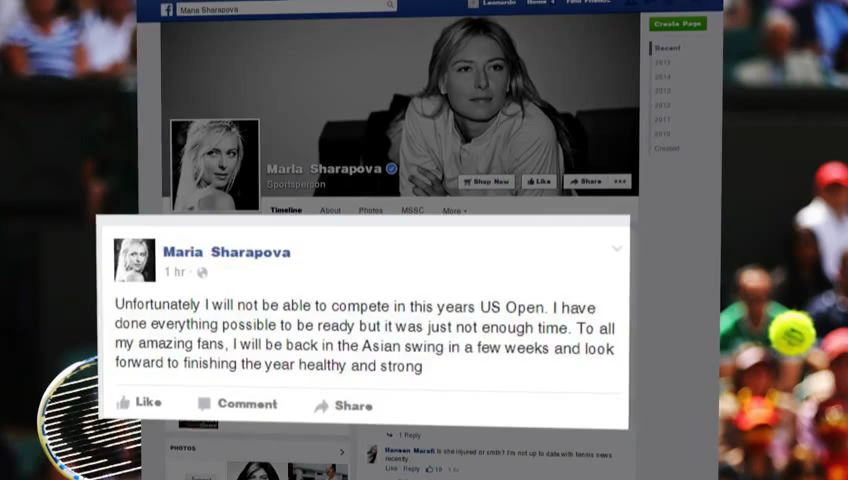 Maria Sharapova
Leonardo
Home 4
Find Friends
Create Page
Recent
2015
2014
2013
2012
2011
2010
Created
Maria Sharapova
Sportsperson
Shop Now
Like
Share
Timeline
About
Photos
MSSC
More
Maria Sharapova
1 hr
Unfortunately I will not be able to compete in this years US Open. I have
done everything possible to be ready but it was just not enough time. To all
my amazing fans, I will be back in the Asian swing in a few weeks and look
forward to finishing the year healthy and strong
Like
Comment
Share
PHOTOS
1 Reply
Is she injured or smth? I'm not up to date with tennis news
recently
Like Reply 18 1 hr